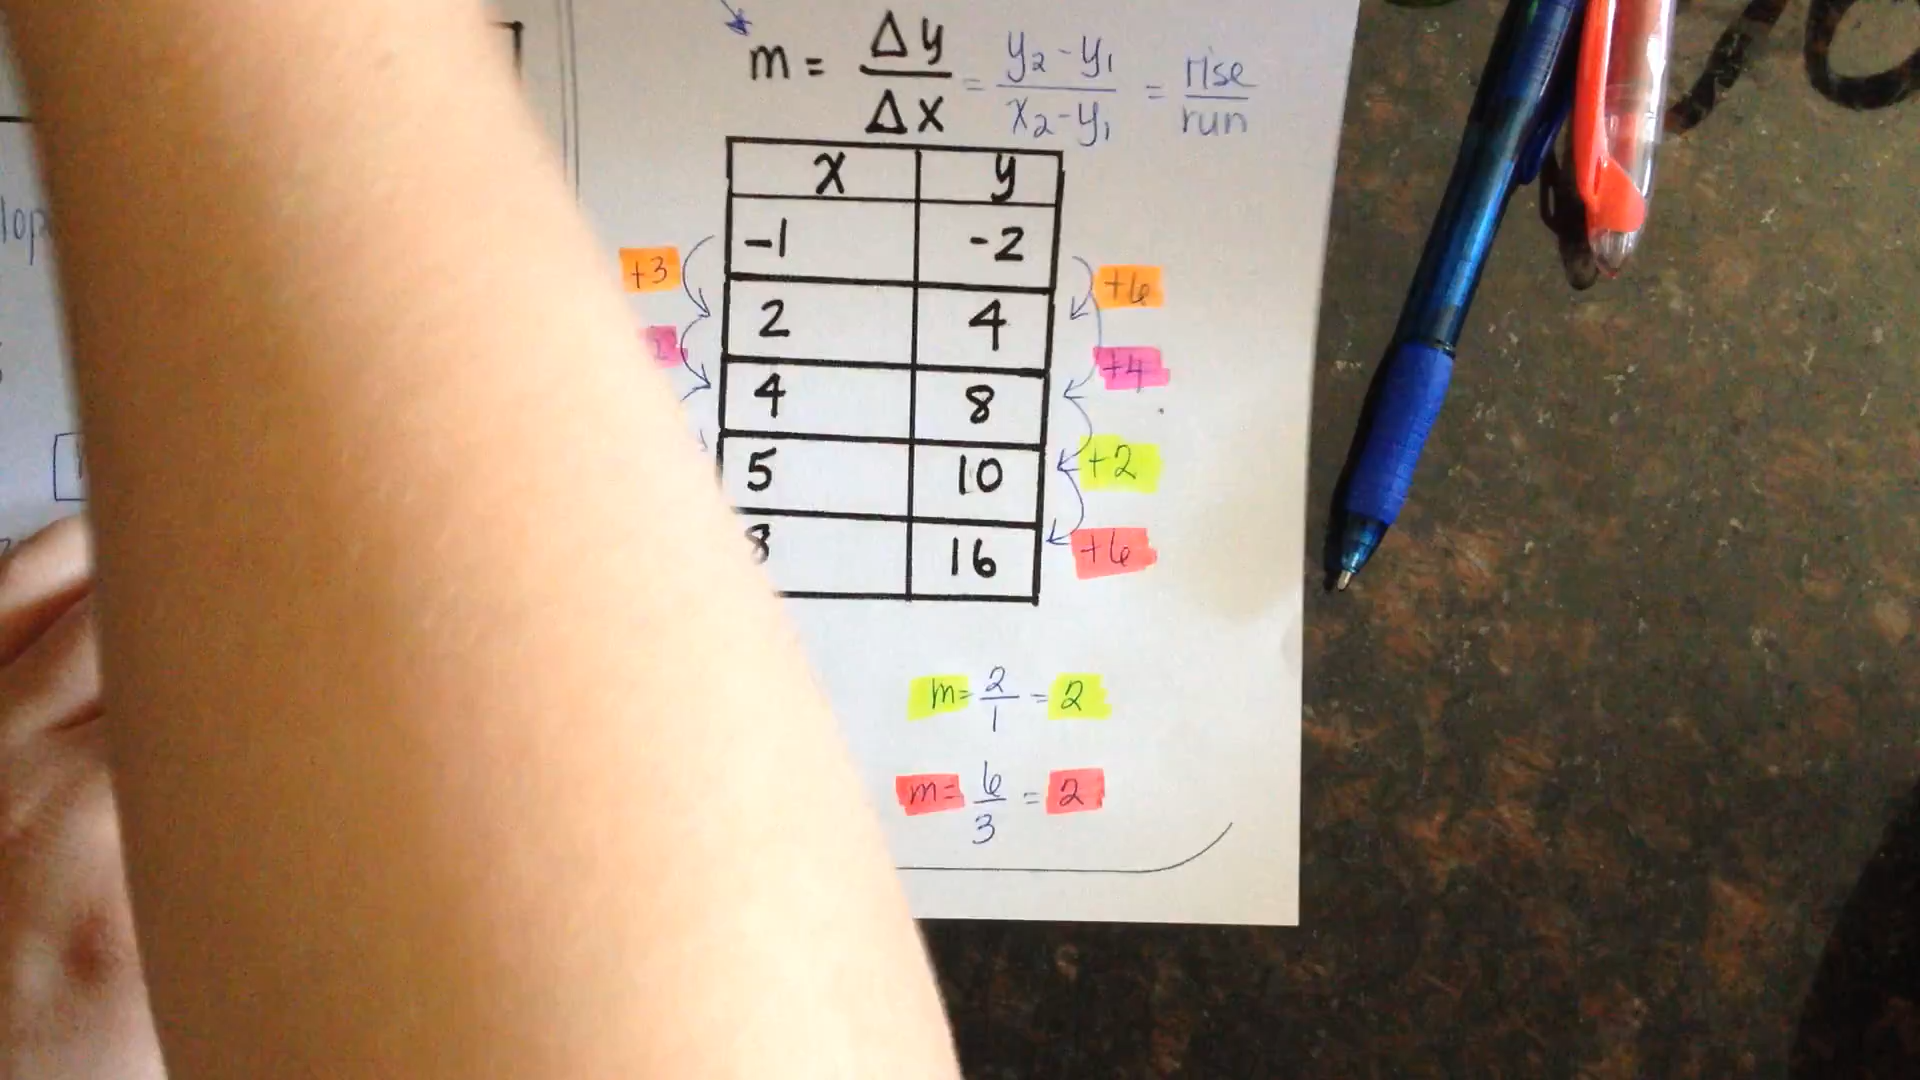 m = Δy/Δx = y₂-y₁/x₂-y₁ = rise/run
x y
-1 -2
+3 +6
2 4
+4
4 8
5 10
+2
8 16
+6
m= 2/1 = 2
m= 6/3 = 2